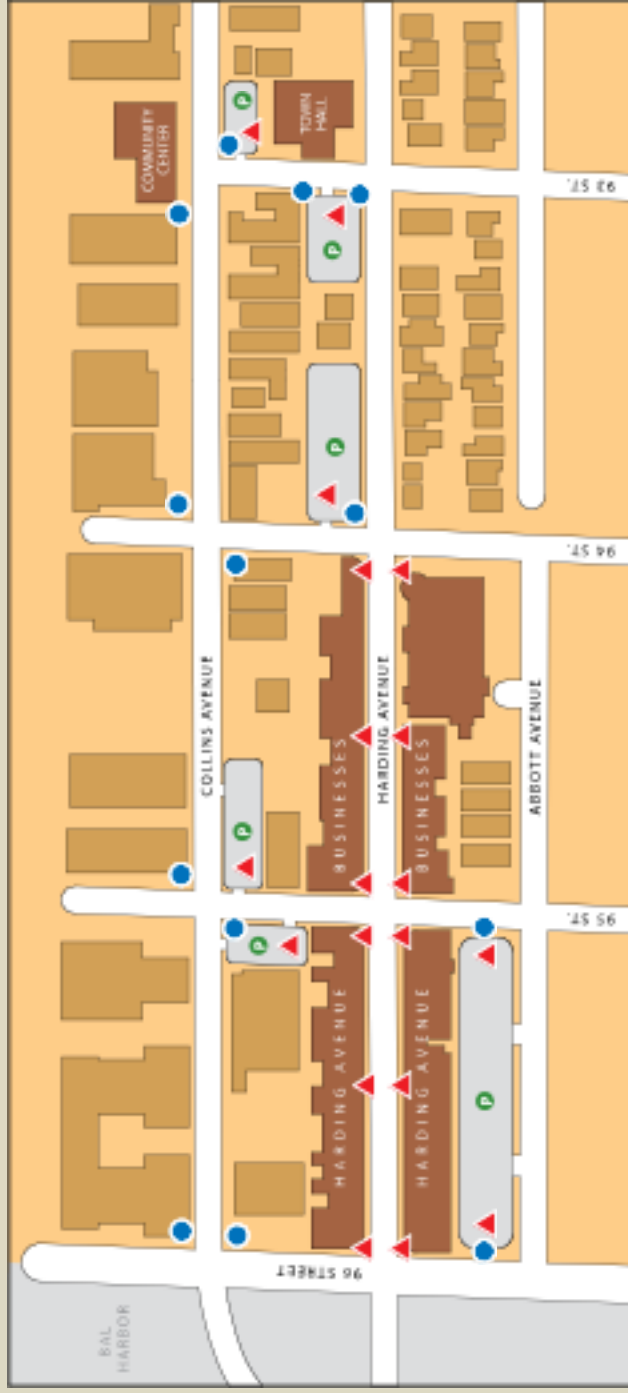 COMMUNITY
CENTER
P
TOWN
HALL
93 ST.
P
P
94 ST.
COLLINS AVENUE
HARDING AVENUE
ABBOTT AVENUE
BUSINESSES
BUSINESSES
P
95 ST.
P
HARDING AVENUE
HARDING AVENUE
P
96 STREET
BAL
HARBOR